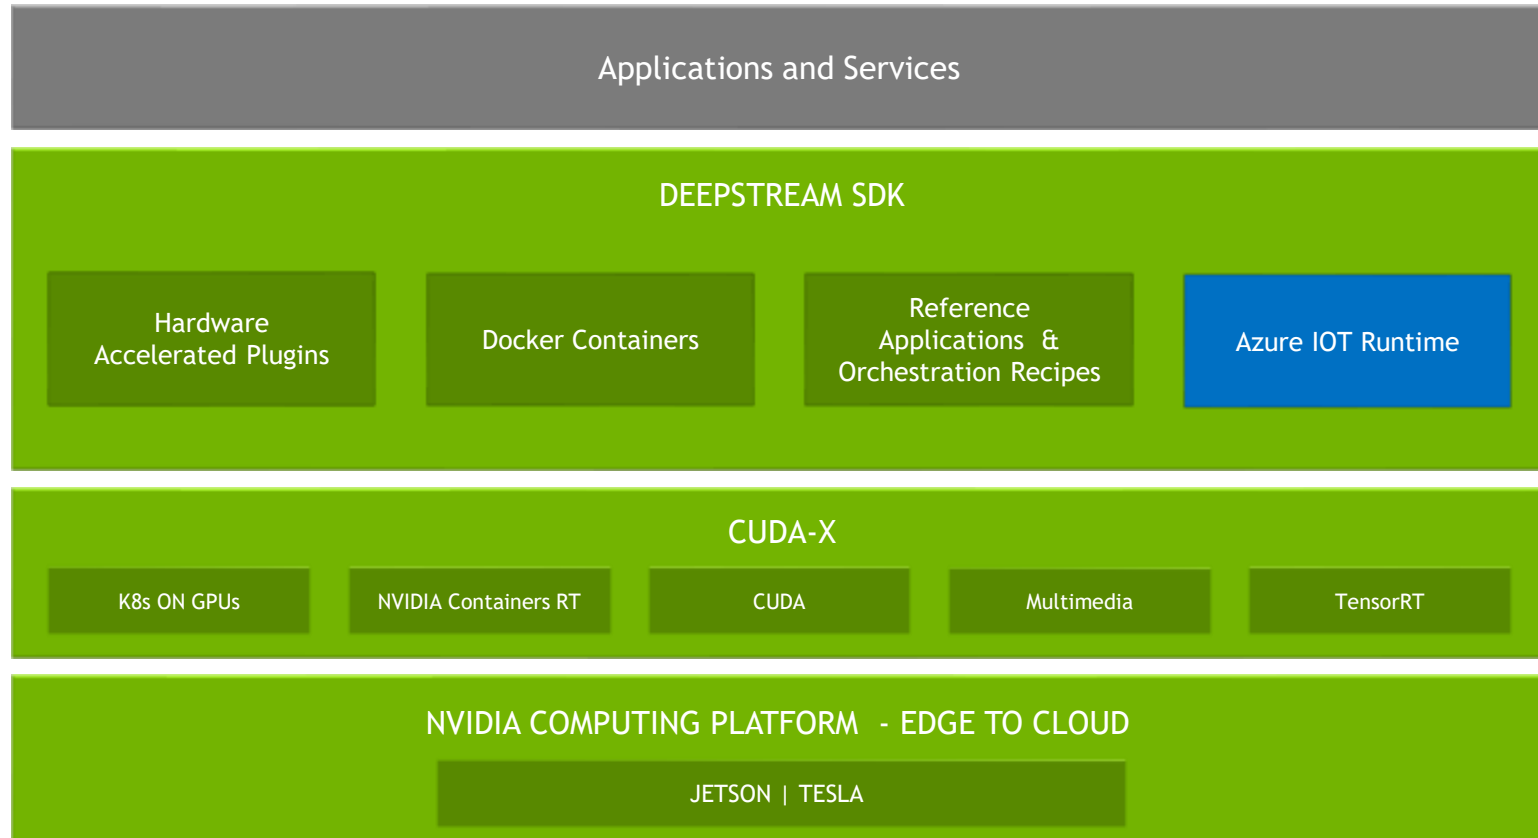 Applications and Services
DEEPSTREAM SDK
Hardware
Accelerated Plugins
Docker Containers
Reference
Applications &
Orchestration Recipes
Azure IOT Runtime
CUDA-X
K8s ON GPUs
NVIDIA Containers RT
CUDA
Multimedia
TensorRT
NVIDIA COMPUTING PLATFORM - EDGE TO CLOUD
JETSON | TESLA